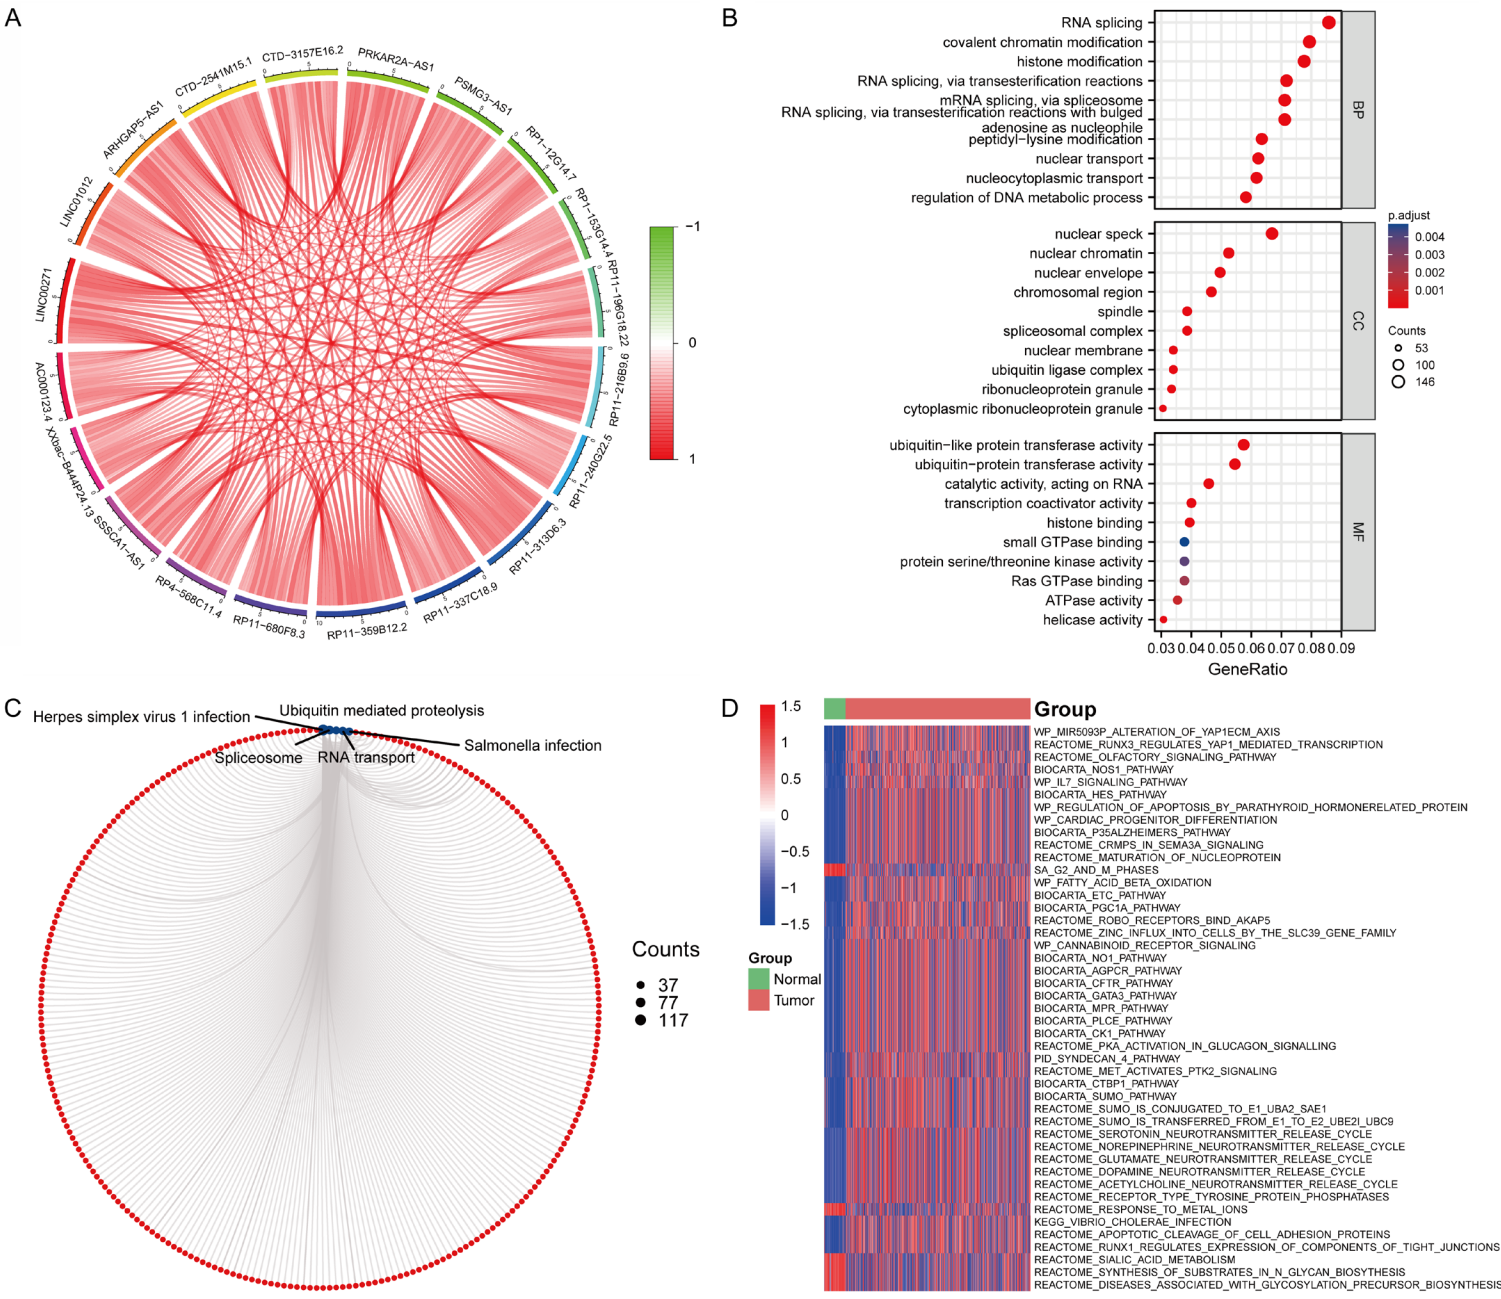 A
CTD-3157E16.2
PRKAR2A-AS1
CTD-2541M15.1
PSMG3-AS1
ARHGAP5-AS1
RP1-12G14.7
LINC01012
RP1-153G14.4
LINC00271
RP11-196G18.22
AC000123.4
RP11-216B9.6
XXbac-B444P24.13
RP11-240G22.5
SSSCA1-AS1
RP11-313D6.3
RP4-568C11.4
RP11-337C18.9
RP11-680F8.3
RP11-359B12.2
-1
0
1
B
RNA splicing
covalent chromatin modification
histone modification
RNA splicing, via transesterification reactions
mRNA splicing, via spliceosome
RNA splicing, via transesterification reactions with bulged
adenosine as nucleophile
peptidyl-lysine modification
nuclear transport
nucleocytoplasmic transport
regulation of DNA metabolic process
BP
nuclear speck
nuclear chromatin
nuclear envelope
chromosomal region
spindle
spliceosomal complex
nuclear membrane
ubiquitin ligase complex
ribonucleoprotein granule
cytoplasmic ribonucleoprotein granule
CC
ubiquitin-like protein transferase activity
ubiquitin-protein transferase activity
catalytic activity, acting on RNA
transcription coactivator activity
histone binding
small GTPase binding
protein serine/threonine kinase activity
Ras GTPase binding
ATPase activity
helicase activity
MF
0.03 0.04 0.05 0.06 0.07 0.08 0.09
GeneRatio
p.adjust
0.004
0.003
0.002
0.001
Counts
53
100
146
C
Herpes simplex virus 1 infection
Ubiquitin mediated proteolysis
Salmonella infection
Spliceosome
RNA transport
Counts
37
77
117
D
1.5
1
0.5
0
-0.5
-1
-1.5
Group
Normal
Tumor
Group
WP_MIR5093P_ALTERATION_OF_YAP1ECM_AXIS
REACTOME_RUNX3_REGULATES_YAP1_MEDIATED_TRANSCRIPTION
REACTOME_OLFACTORY_SIGNALING_PATHWAY
BIOCARTA_NOS1_PATHWAY
WP_IL7_SIGNALING_PATHWAY
BIOCARTA_HES_PATHWAY
WP_REGULATION_OF_APOPTOSIS_BY_PARATHYROID_HORMONERELATED_PROTEIN
WP_CARDIAC_PROGENITOR_DIFFERENTIATION
BIOCARTA_P35ALZHEIMERS_PATHWAY
REACTOME_CRMPS_IN_SEMA3A_SIGNALING
REACTOME_MATURATION_OF_NUCLEOPROTEIN
SA_G2_AND_M_PHASES
WP_FATTY_ACID_BETA_OXIDATION
BIOCARTA_ETC_PATHWAY
BIOCARTA_PGC1A_PATHWAY
REACTOME_ROBO_RECEPTORS_BIND_AKAP5
REACTOME_ZINC_INFLUX_INTO_CELLS_BY_THE_SLC39_GENE_FAMILY
WP_CANNABINOID_RECEPTOR_SIGNALING
BIOCARTA_NO1_PATHWAY
BIOCARTA_AGPCR_PATHWAY
BIOCARTA_CFTR_PATHWAY
BIOCARTA_GATA3_PATHWAY
BIOCARTA_MPR_PATHWAY
BIOCARTA_PLCE_PATHWAY
BIOCARTA_CK1_PATHWAY
REACTOME_PKA_ACTIVATION_IN_GLUCAGON_SIGNALLING
PID_SYNDECAN_4_PATHWAY
REACTOME_MET_ACTIVATES_PTK2_SIGNALING
BIOCARTA_CTBP1_PATHWAY
BIOCARTA_SUMO_PATHWAY
REACTOME_SUMO_IS_CONJUGATED_TO_E1_UBA2_SAE1
REACTOME_SUMO_IS_TRANSFERRED_FROM_E1_TO_E2_UBE2I_UBC9
REACTOME_SEROTONIN_NEUROTRANSMITTER_RELEASE_CYCLE
REACTOME_NOREPINEPHRINE_NEUROTRANSMITTER_RELEASE_CYCLE
REACTOME_GLUTAMATE_NEUROTRANSMITTER_RELEASE_CYCLE
REACTOME_DOPAMINE_NEUROTRANSMITTER_RELEASE_CYCLE
REACTOME_ACETYLCHOLINE_NEUROTRANSMITTER_RELEASE_CYCLE
REACTOME_RECEPTOR_TYPE_TYROSINE_PROTEIN_PHOSPHATASES
REACTOME_RESPONSE_TO_METAL_IONS
KEGG_VIBRIO_CHOLERAE_INFECTION
REACTOME_APOPTOTIC_CLEAVAGE_OF_CELL_ADHESION_PROTEINS
REACTOME_RUNX1_REGULATES_EXPRESSION_OF_COMPONENTS_OF_TIGHT_JUNCTIONS
REACTOME_SIALIC_ACID_METABOLISM
REACTOME_SYNTHESIS_OF_SUBSTRATES_IN_N_GLYCAN_BIOSYTHESIS
REACTOME_DISEASES_ASSOCIATED_WITH_GLYCOSYLATION_PRECURSOR_BIOSYNTHESIS